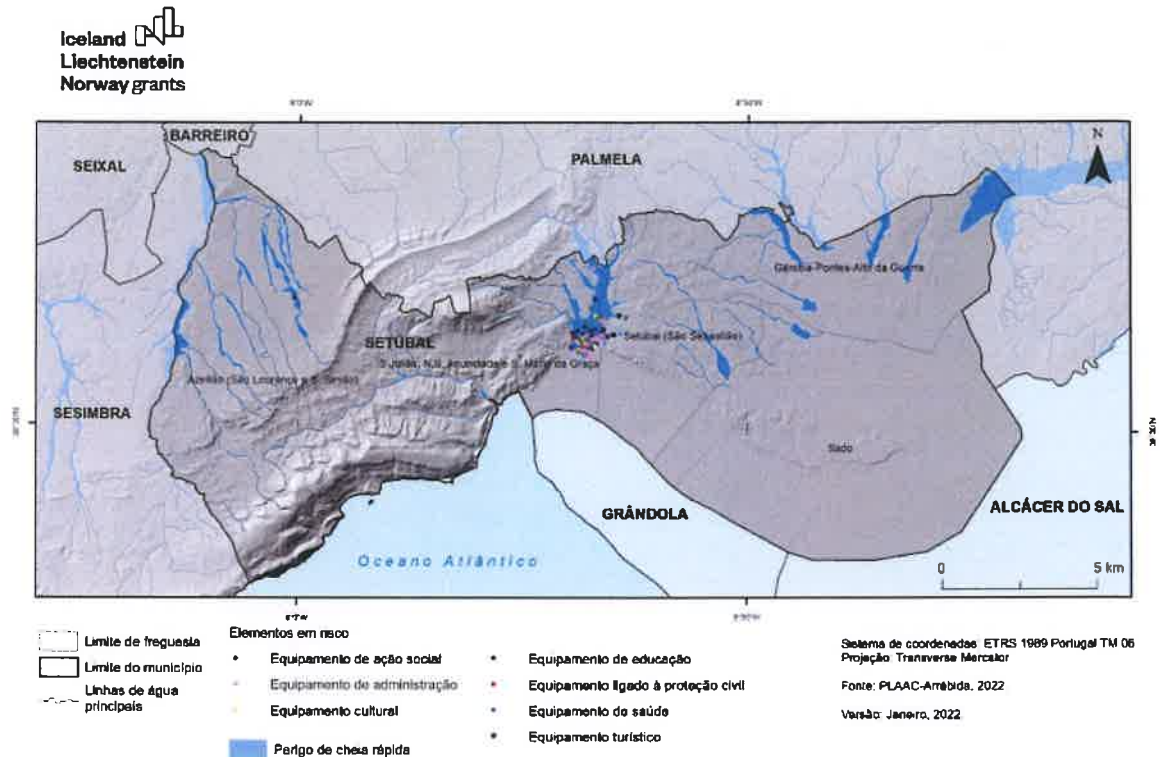 Iceland
Liechtenstein
Norway grants
BARREIRO
SEIXAL
PALMELA
N
Gâmbia-Pontes-Alto da Guerra
SETÚBAL
Setúbal (São Sebastião)
Azeitão (São Lourenço e S. Simão)
SESIMBRA
Sado
GRÂNDOLA
ALCÁCER DO SAL
Oceano Atlântico
0 5 km
Limite de freguesia
Limite do município
Linhas de água
principais
Elementos em risco
Equipamento de ação social
Equipamento de administração
Equipamento cultural
Perigo de cheia rápida
Equipamento de educação
Equipamento ligado à proteção civil
Equipamento de saúde
Equipamento turístico
Sistema de coordenadas: ETRS 1989 Portugal TM 06
Projeção: Transverse Mercator
Fonte: PLAAC-Arrábida, 2022
Versão: Janeiro, 2022